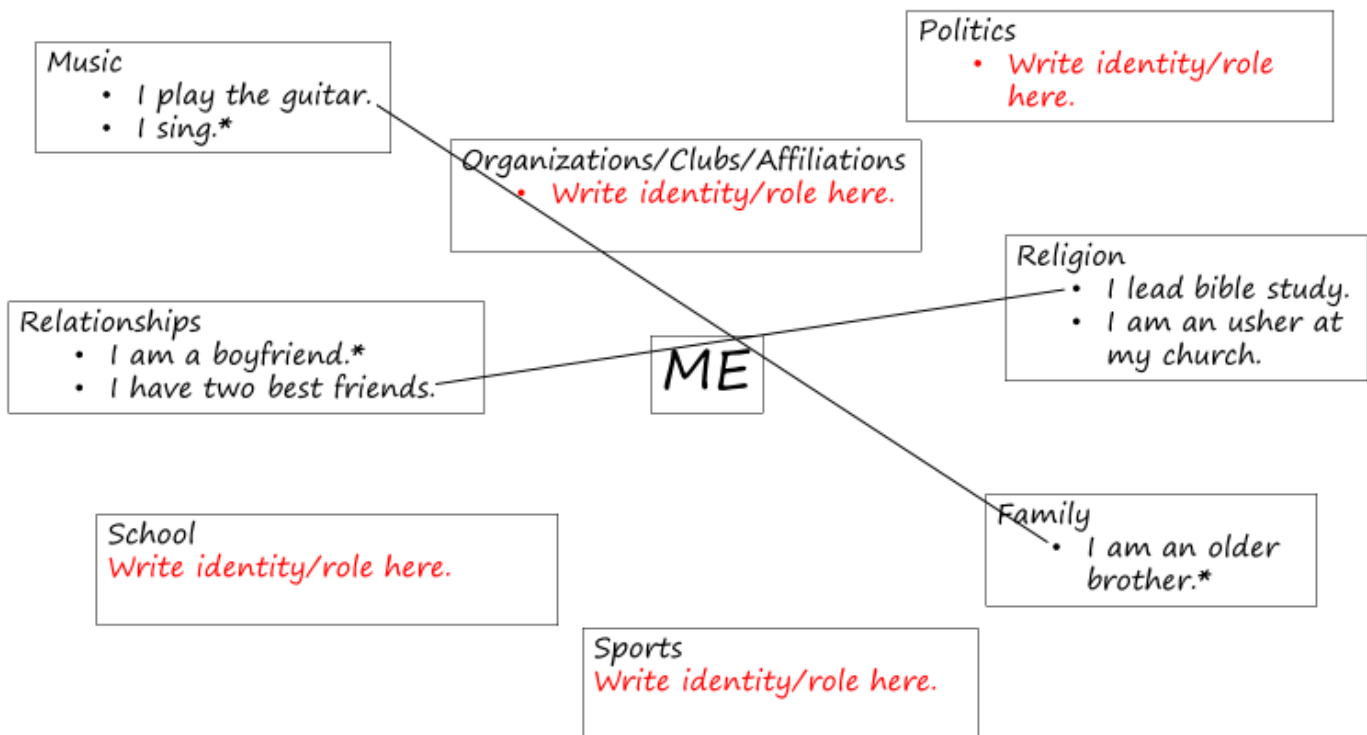 Music
• I play the guitar.
• I sing.*
Politics
• Write identity/role
here.
Organizations/Clubs/Affiliations
• Write identity/role here.
Religion
• I lead bible study.
• I am an usher at
my church.
Relationships
• I am a boyfriend.*
• I have two best friends.
ME
School
Write identity/role here.
Family
• I am an older
brother.*
Sports
Write identity/role here.